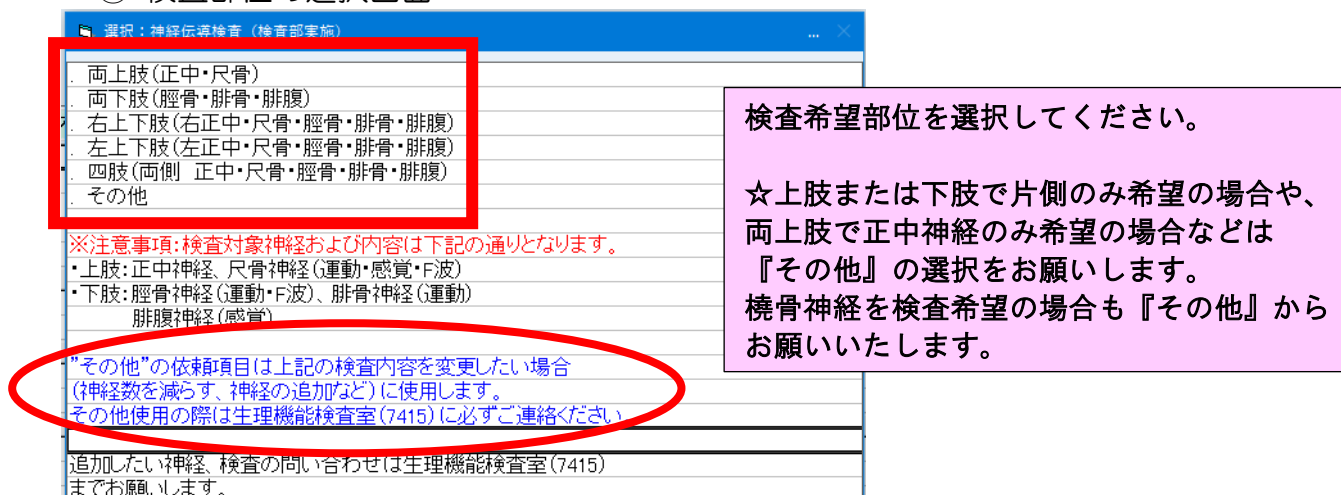 選択:神経伝導検査(検査部実施)
両上肢(正中・尺骨)
両下肢(脛骨・腓骨・腓腹)
右上下肢(右正中・尺骨・脛骨・腓骨・腓腹)
左上下肢(左正中・尺骨・脛骨・腓骨・腓腹)
四肢(両側 正中・尺骨・脛骨・腓骨・腓腹)
その他
※注意事項:検査対象神経および内容は下記の通りとなります。
・上肢:正中神経、尺骨神経(運動・感覚・F波)
・下肢:脛骨神経(運動・F波)、腓骨神経(運動)
腓腹神経(感覚)
"その他"の依頼項目は上記の検査内容を変更したい場合
(神経数を減らす、神経の追加など)に使用します。
その他使用の際は生理機能検査室(7415)に必ずご連絡ください
追加したい神経、検査の問い合わせは生理機能検査室(7415)
までお願いします。
検査希望部位を選択してください。
☆上肢または下肢で片側のみ希望の場合や、
両上肢で正中神経のみ希望の場合などは
『その他』の選択をお願いします。
橈骨神経を検査希望の場合も『その他』から
お願いいたします。